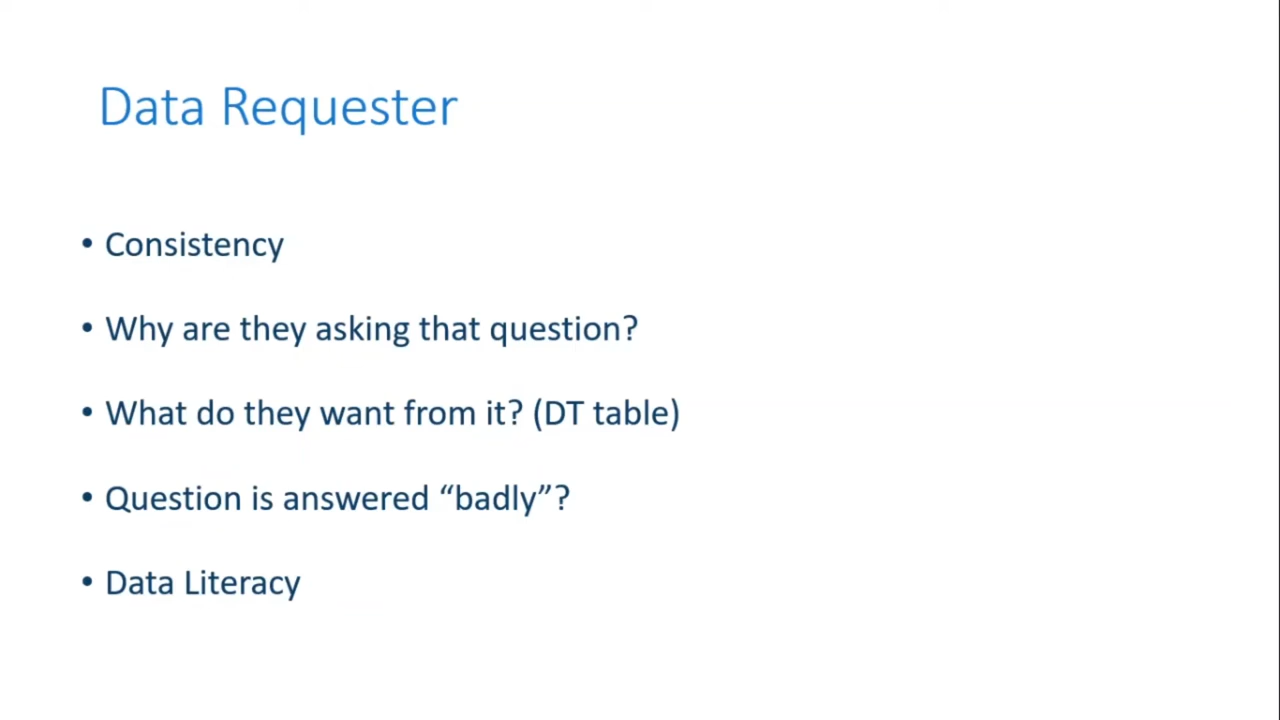 Data Requester
• Consistency
• Why are they asking that question?
• What do they want from it? (DT table)
• Question is answered “badly”?
• Data Literacy